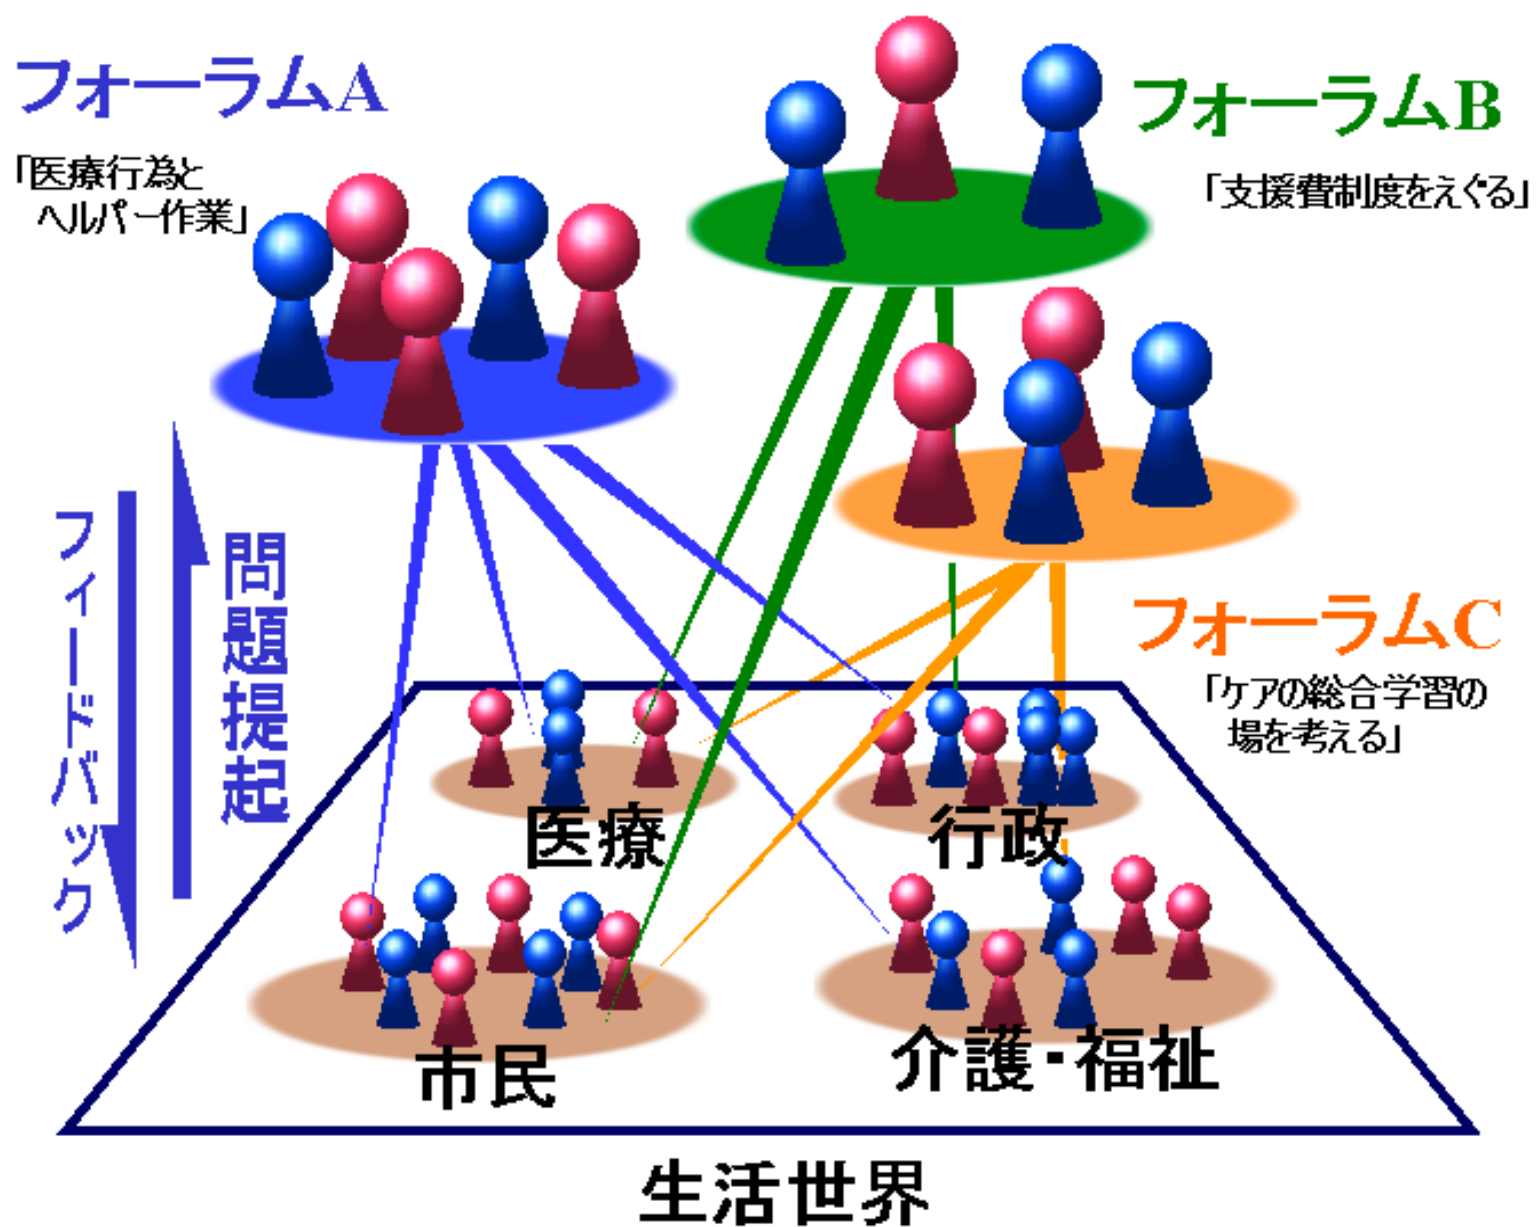 フォーラムA
「医療行為と
ヘルパー作業」
フォーラムB
「支援費制度をえぐる」
フォーラムC
「ケアの総合学習の
場を考える」
フィードバック
問題提起
医療
行政
市民
介護・福祉
生活世界